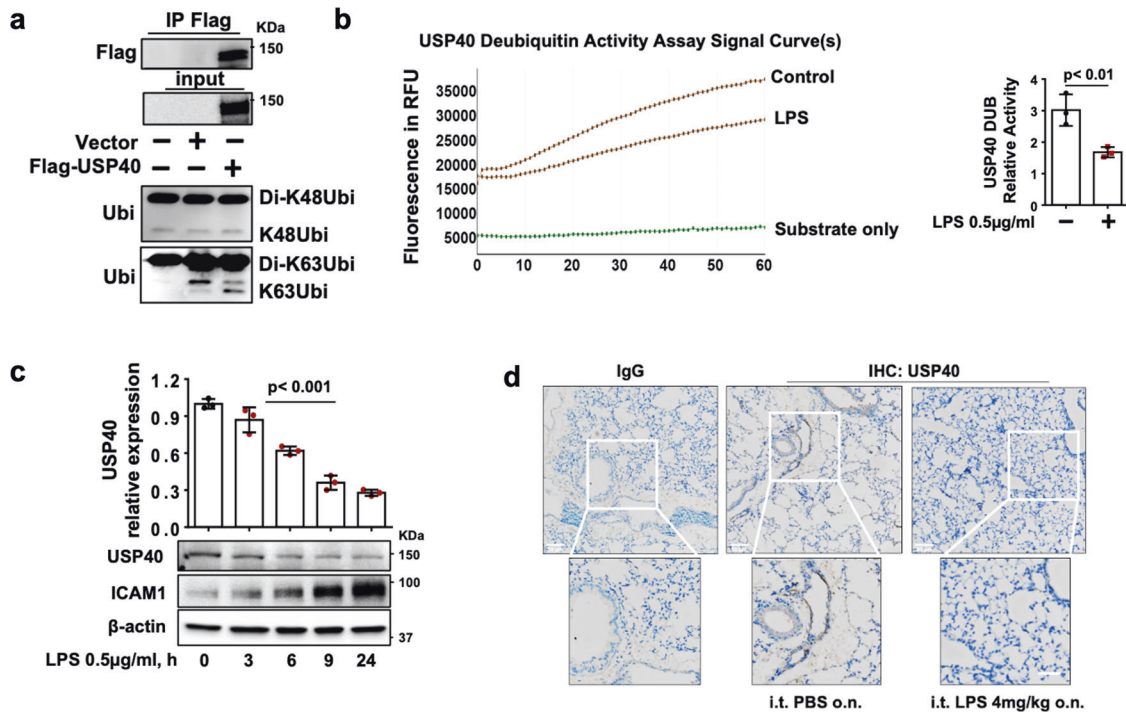 a
IP Flag
KDa
Flag
150
input
150
Vector − + −
Flag-USP40 − − +
Ubi
Di-K48Ubi
K48Ubi
Ubi
Di-K63Ubi
K63Ubi
b
USP40 Deubiquitin Activity Assay Signal Curve(s)
Fluorescence in RFU
35000
30000
25000
20000
15000
10000
5000
0 10 20 30 40 50 60
Control
LPS
Substrate only
p< 0.01
USP40 DUB
Relative Activity
4
3
2
1
0
− +
LPS 0.5µg/ml
c
USP40
relative expression
1.2
0.9
0.6
0.3
0.0
p< 0.001
KDa
USP40
150
ICAM1
100
β-actin
37
LPS 0.5µg/ml, h 0 3 6 9 24
d
IgG
IHC: USP40
i.t. PBS o.n.
i.t. LPS 4mg/kg o.n.